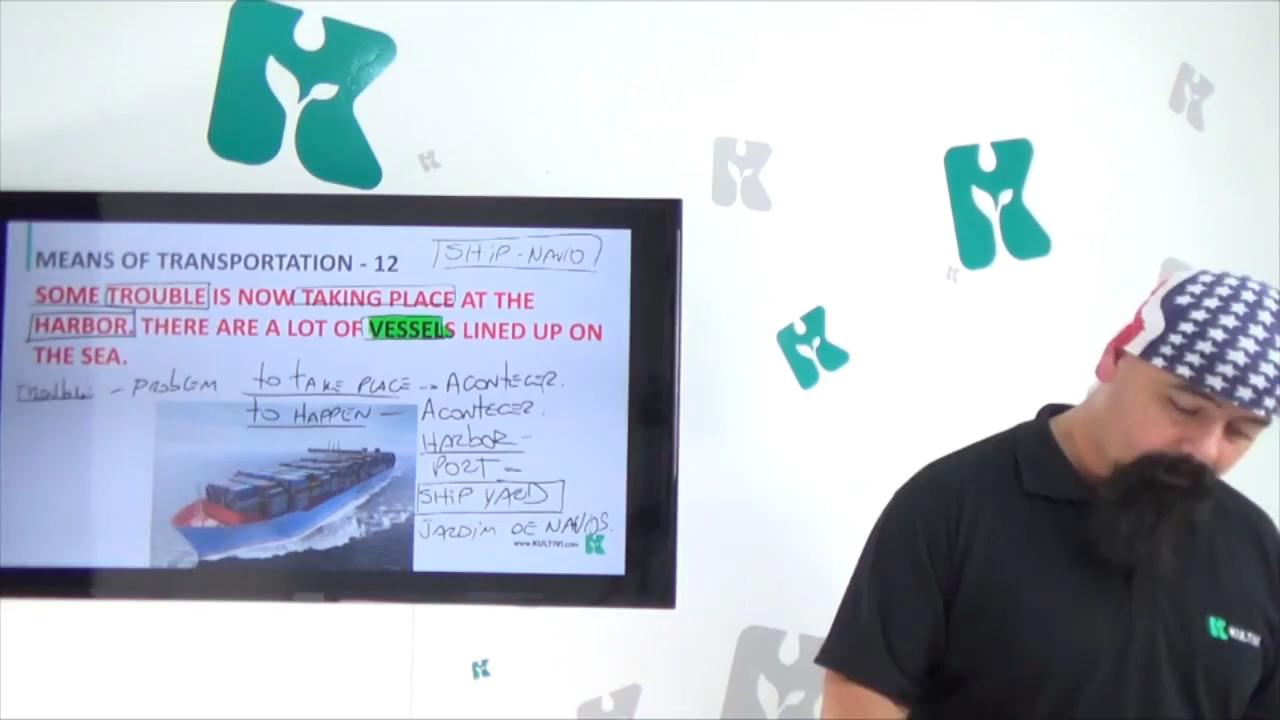 MEANS OF TRANSPORTATION - 12
SHIP - NAVIO
SOME TROUBLE IS NOW TAKING PLACE AT THE
HARBOR. THERE ARE A LOT OF VESSELS LINED UP ON
THE SEA.
TROUBLE - PROBLEM
TO TAKE PLACE -> ACONTECER.
TO HAPPEN - ACONTECER.
HARBOR -
PORT -
SHIP YARD
JARDIM DE NAVIOS.
www.KULTIVI.com
KULTIVI